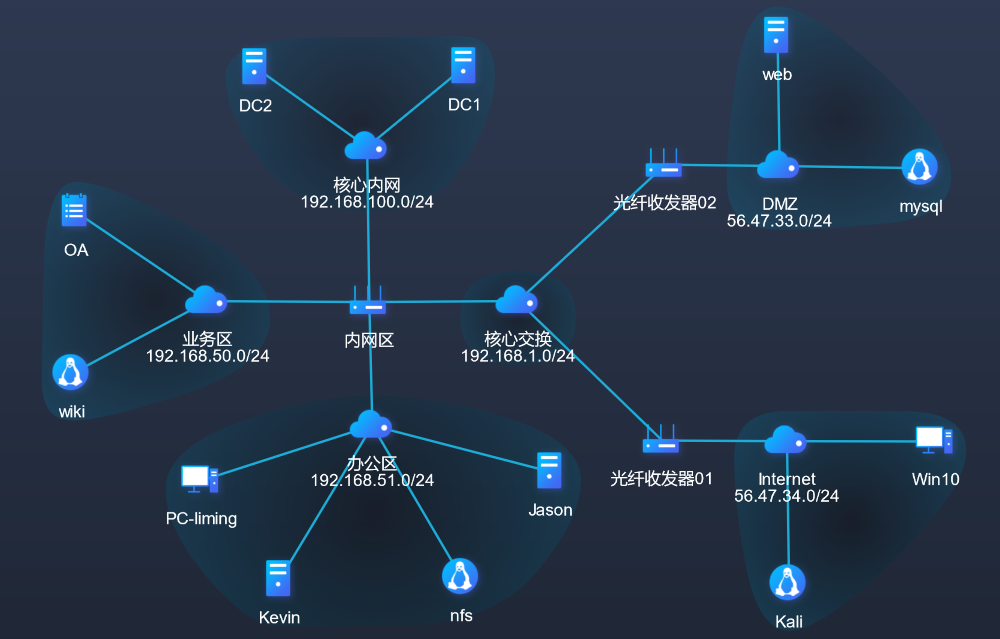 web
DC2
DC1
核心内网
192.168.100.0/24
光纤收发器02
DMZ
56.47.33.0/24
mysql
OA
业务区
192.168.50.0/24
内网区
核心交换
192.168.1.0/24
wiki
办公区
192.168.51.0/24
光纤收发器01
Internet
56.47.34.0/24
Win10
PC-liming
Jason
Kevin
nfs
Kali